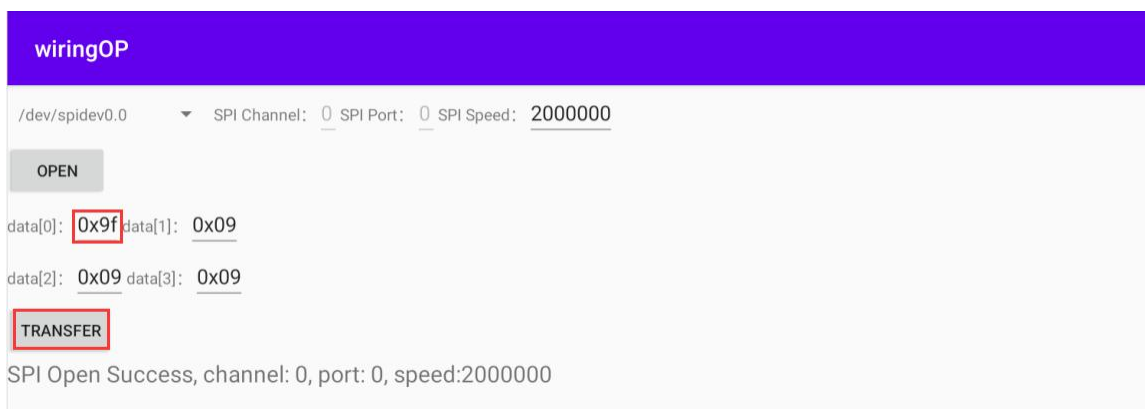 wiringOP
/dev/spidev0.0 SPI Channel: 0 SPI Port: 0 SPI Speed: 2000000
OPEN
data[0]: 0x9f data[1]: 0x09
data[2]: 0x09 data[3]: 0x09
TRANSFER
SPI Open Success, channel: 0, port: 0, speed:2000000